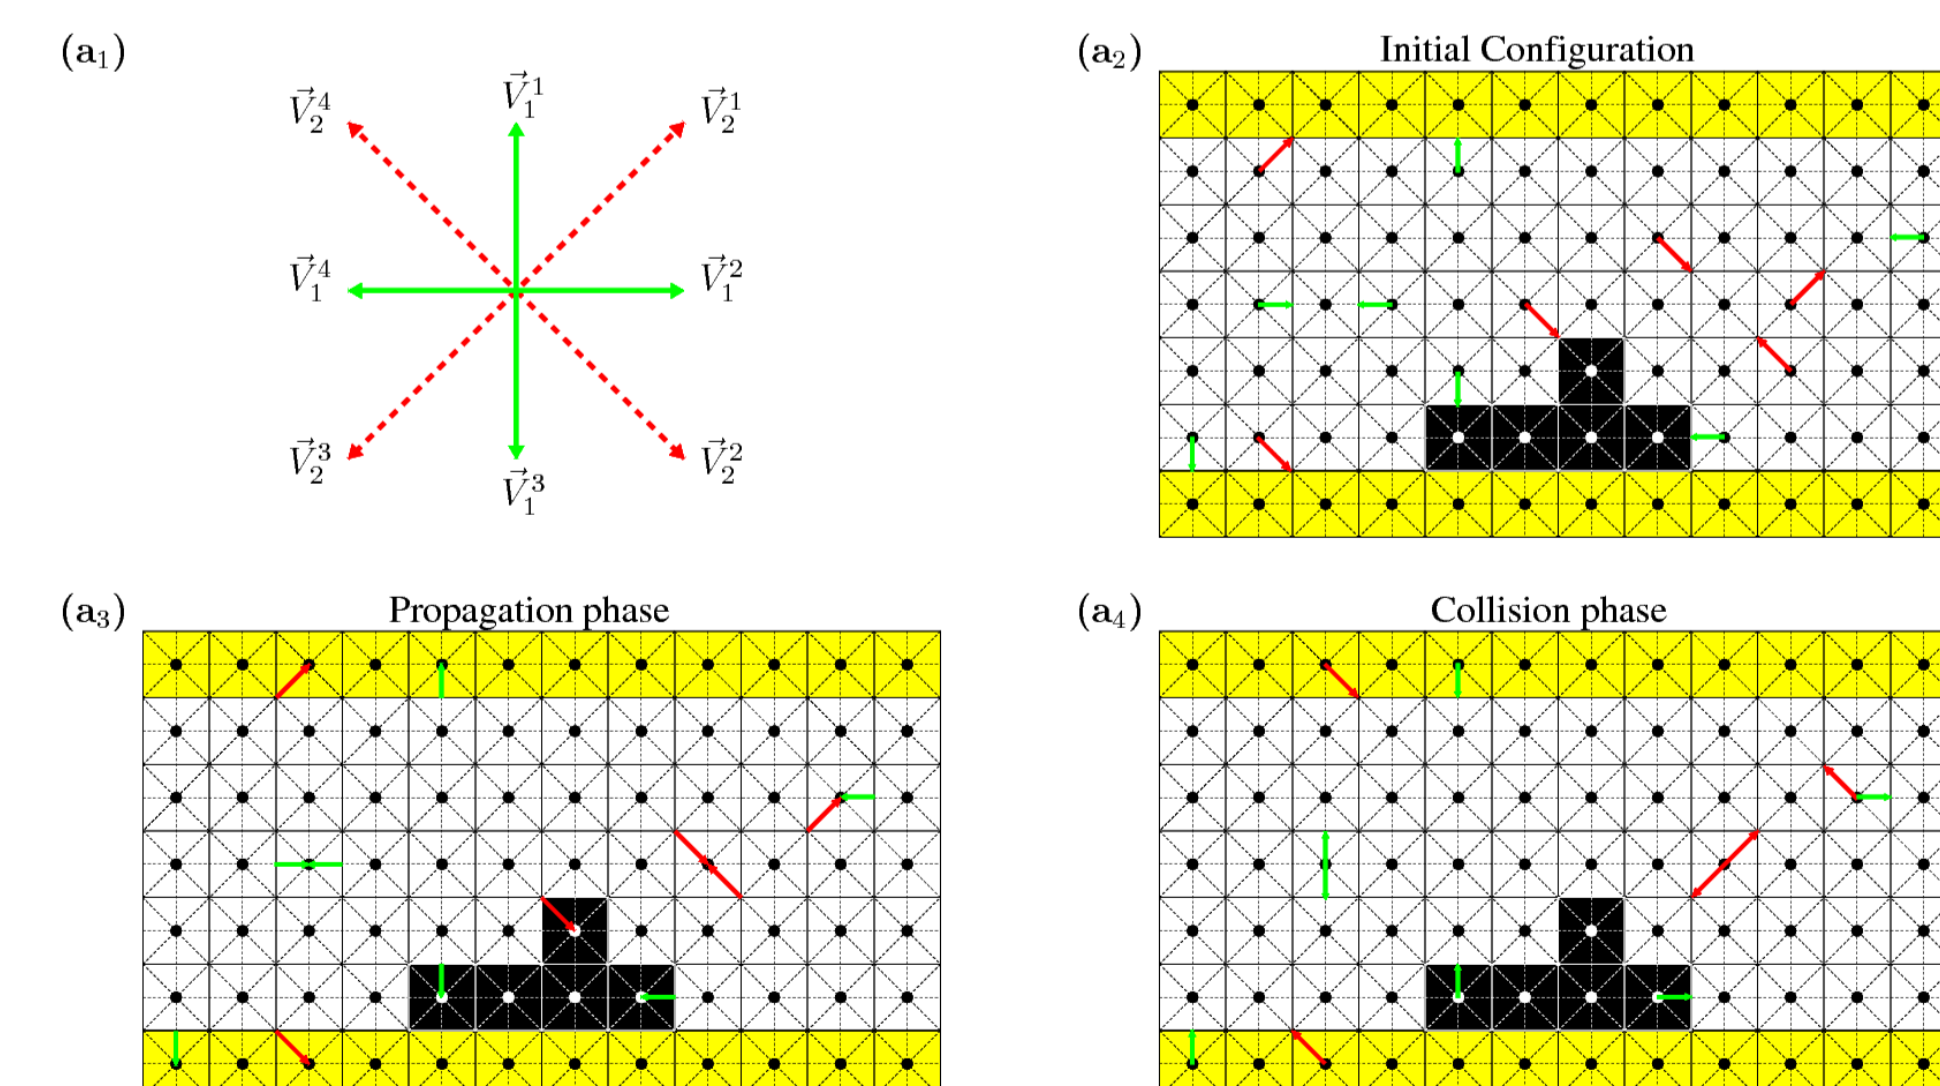 (a₁)
V⃗₂⁴ V⃗₁¹ V⃗₂¹
V⃗₁⁴ V⃗₁²
V⃗₂³ V⃗₁³ V⃗₂²
(a₂) Initial Configuration
(a₃) Propagation phase
(a₄) Collision phase